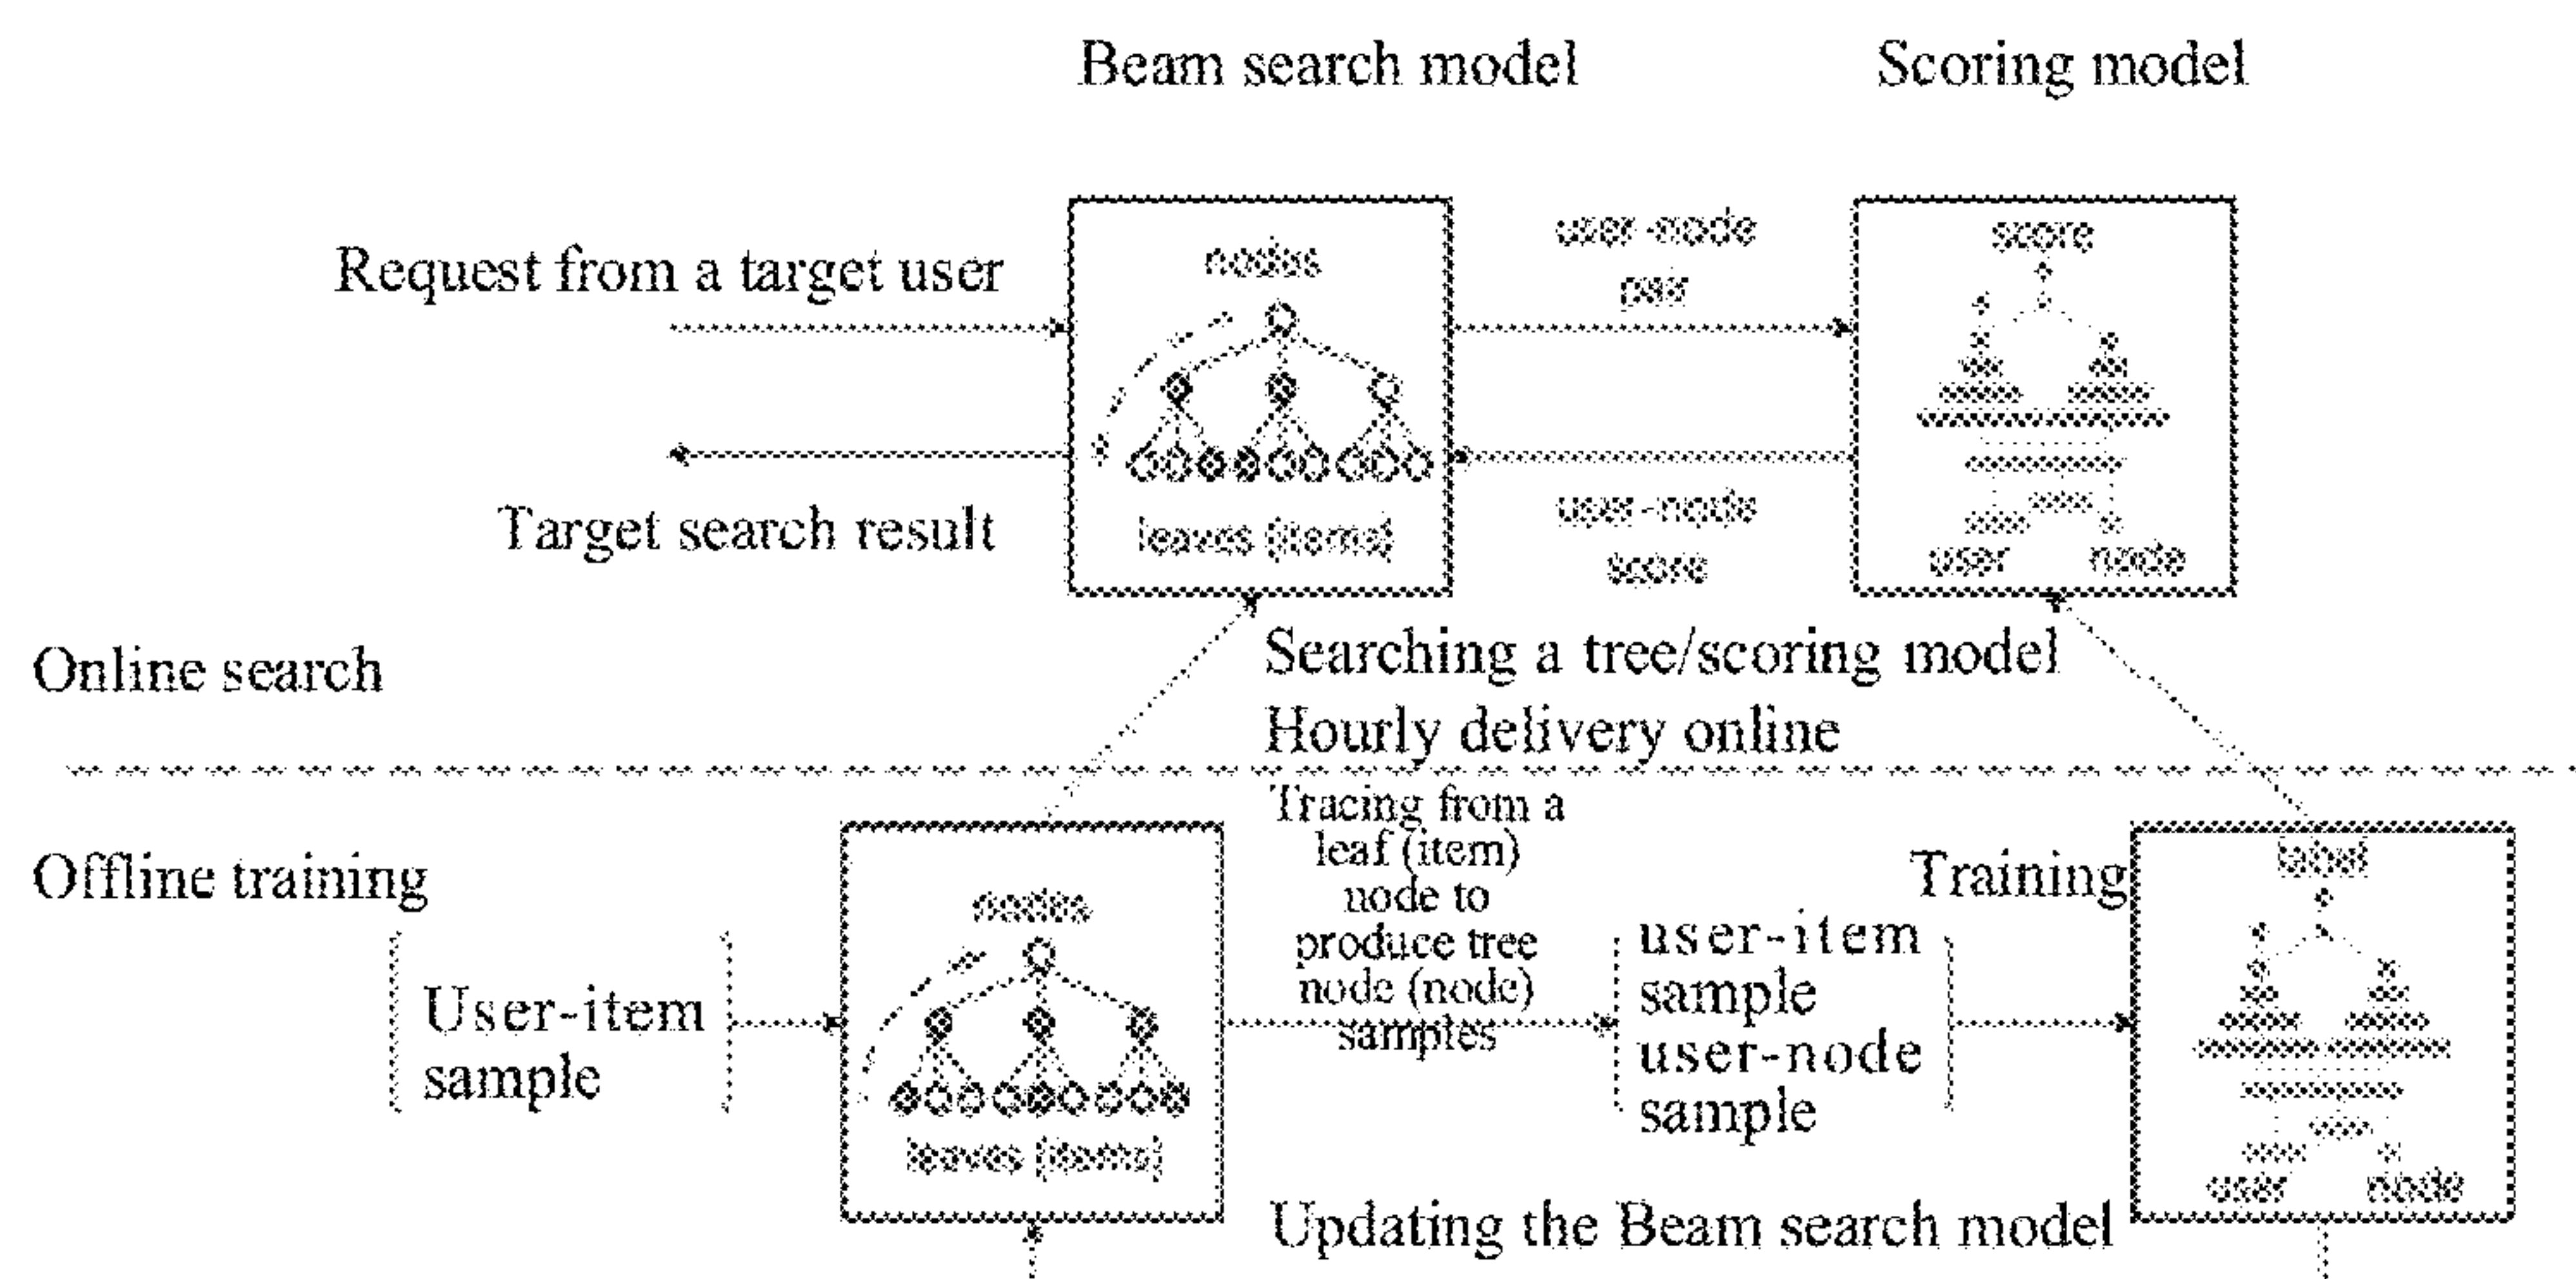 Beam search model
Scoring model
Request from a target user
nodes
user-node
pair
score
Target search result
leaves (items)
user-node
score
user
node
Online search
Searching a tree/scoring model
Hourly delivery online
Offline training
Tracing from a
leaf (item)
node to
produce tree
node (node)
samples
Training
label
nodes
User-item
sample
user-item
sample
user-node
sample
leaves (items)
user
node
Updating the Beam search model